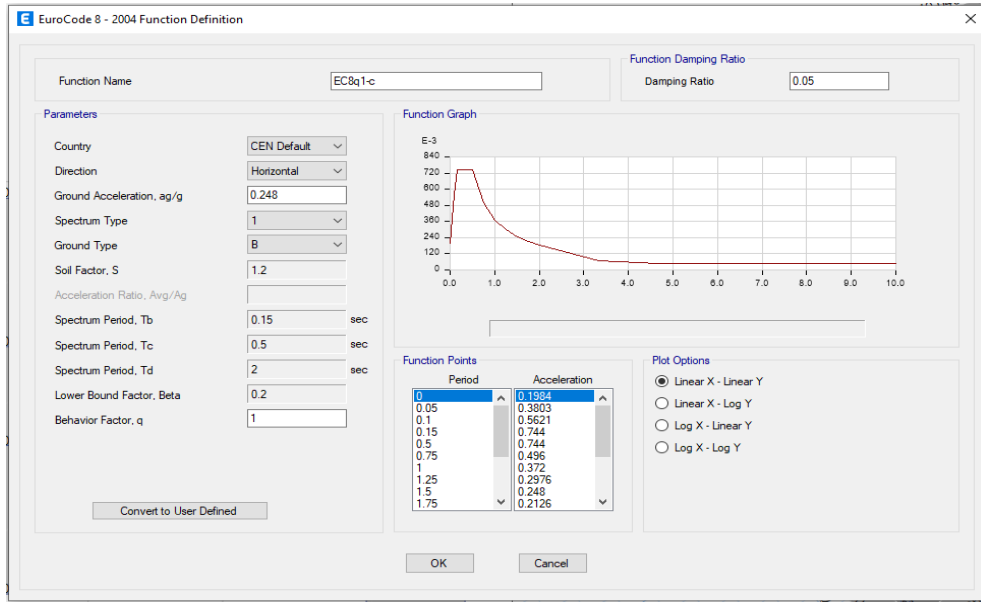 E EuroCode 8 - 2004 Function Definition
Function Name EC8q1-c
Function Damping Ratio
Damping Ratio 0.05
Parameters
Country CEN Default
Direction Horizontal
Ground Acceleration, ag/g 0.248
Spectrum Type 1
Ground Type B
Soil Factor, S 1.2
Acceleration Ratio, Avg/Ag
Spectrum Period, Tb 0.15 sec
Spectrum Period, Tc 0.5 sec
Spectrum Period, Td 2 sec
Lower Bound Factor, Beta 0.2
Behavior Factor, q 1
Convert to User Defined
Function Graph
E-3
840
720
600
480
360
240
120
0
0.0 1.0 2.0 3.0 4.0 5.0 6.0 7.0 8.0 9.0 10.0
Function Points
Period Acceleration
0 0.1984
0.05 0.3803
0.1 0.5621
0.15 0.744
0.5 0.744
0.75 0.496
1 0.372
1.25 0.2976
1.5 0.248
1.75 0.2126
Plot Options
Linear X - Linear Y
Linear X - Log Y
Log X - Linear Y
Log X - Log Y
OK Cancel